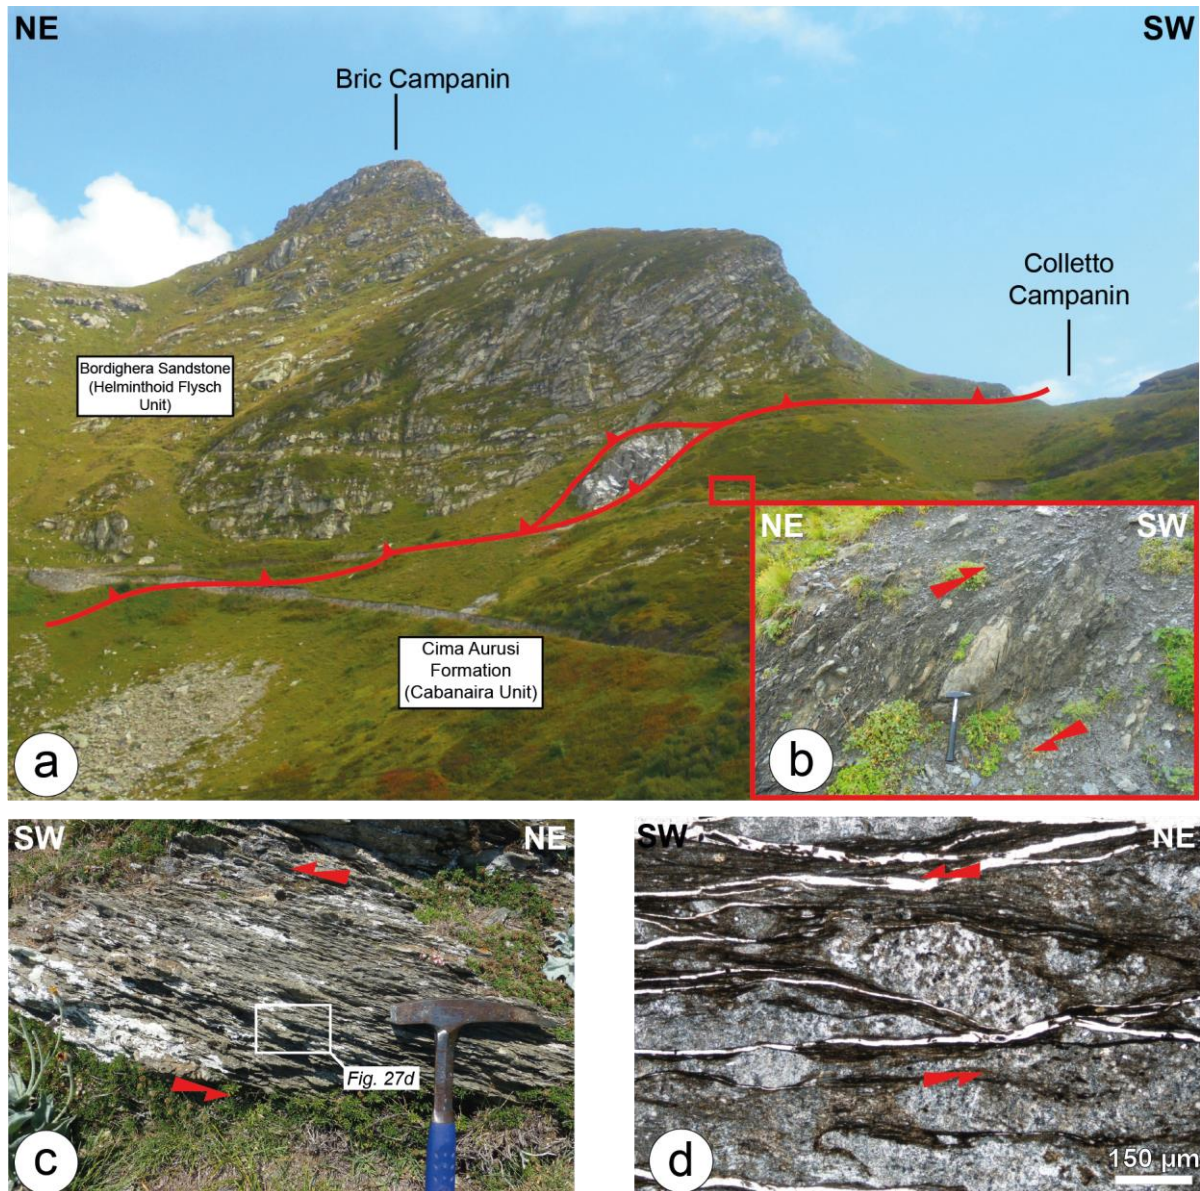 NE
SW
Bric Campanin
Colletto
Campanin
Bordighera Sandstone
(Helminthoid Flysch
Unit)
Cima Aurusi
Formation
(Cabanaira Unit)
a
NE
SW
b
SW
NE
Fig. 27d
c
SW
NE
150 µm
d